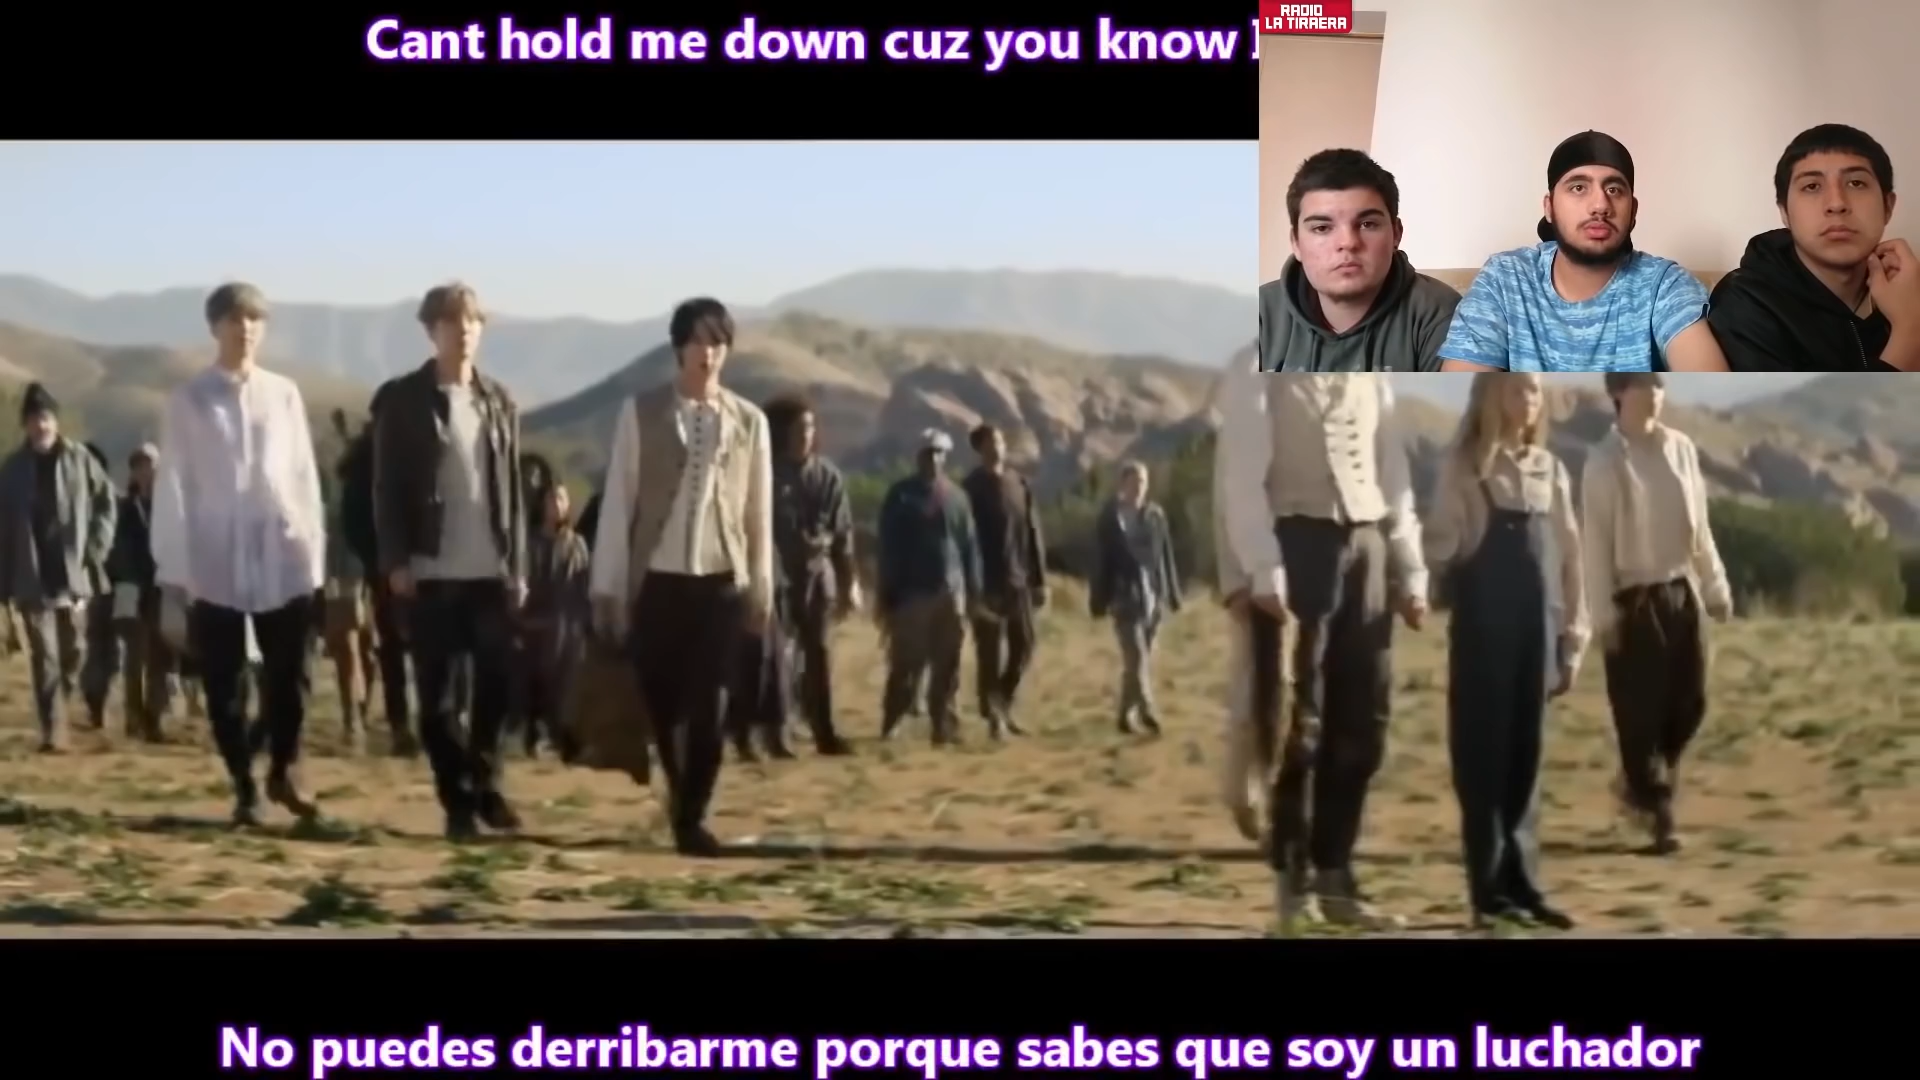 Cant hold me down cuz you know
RADIO
LA TIRAERA
No puedes derribarme porque sabes que soy un luchador